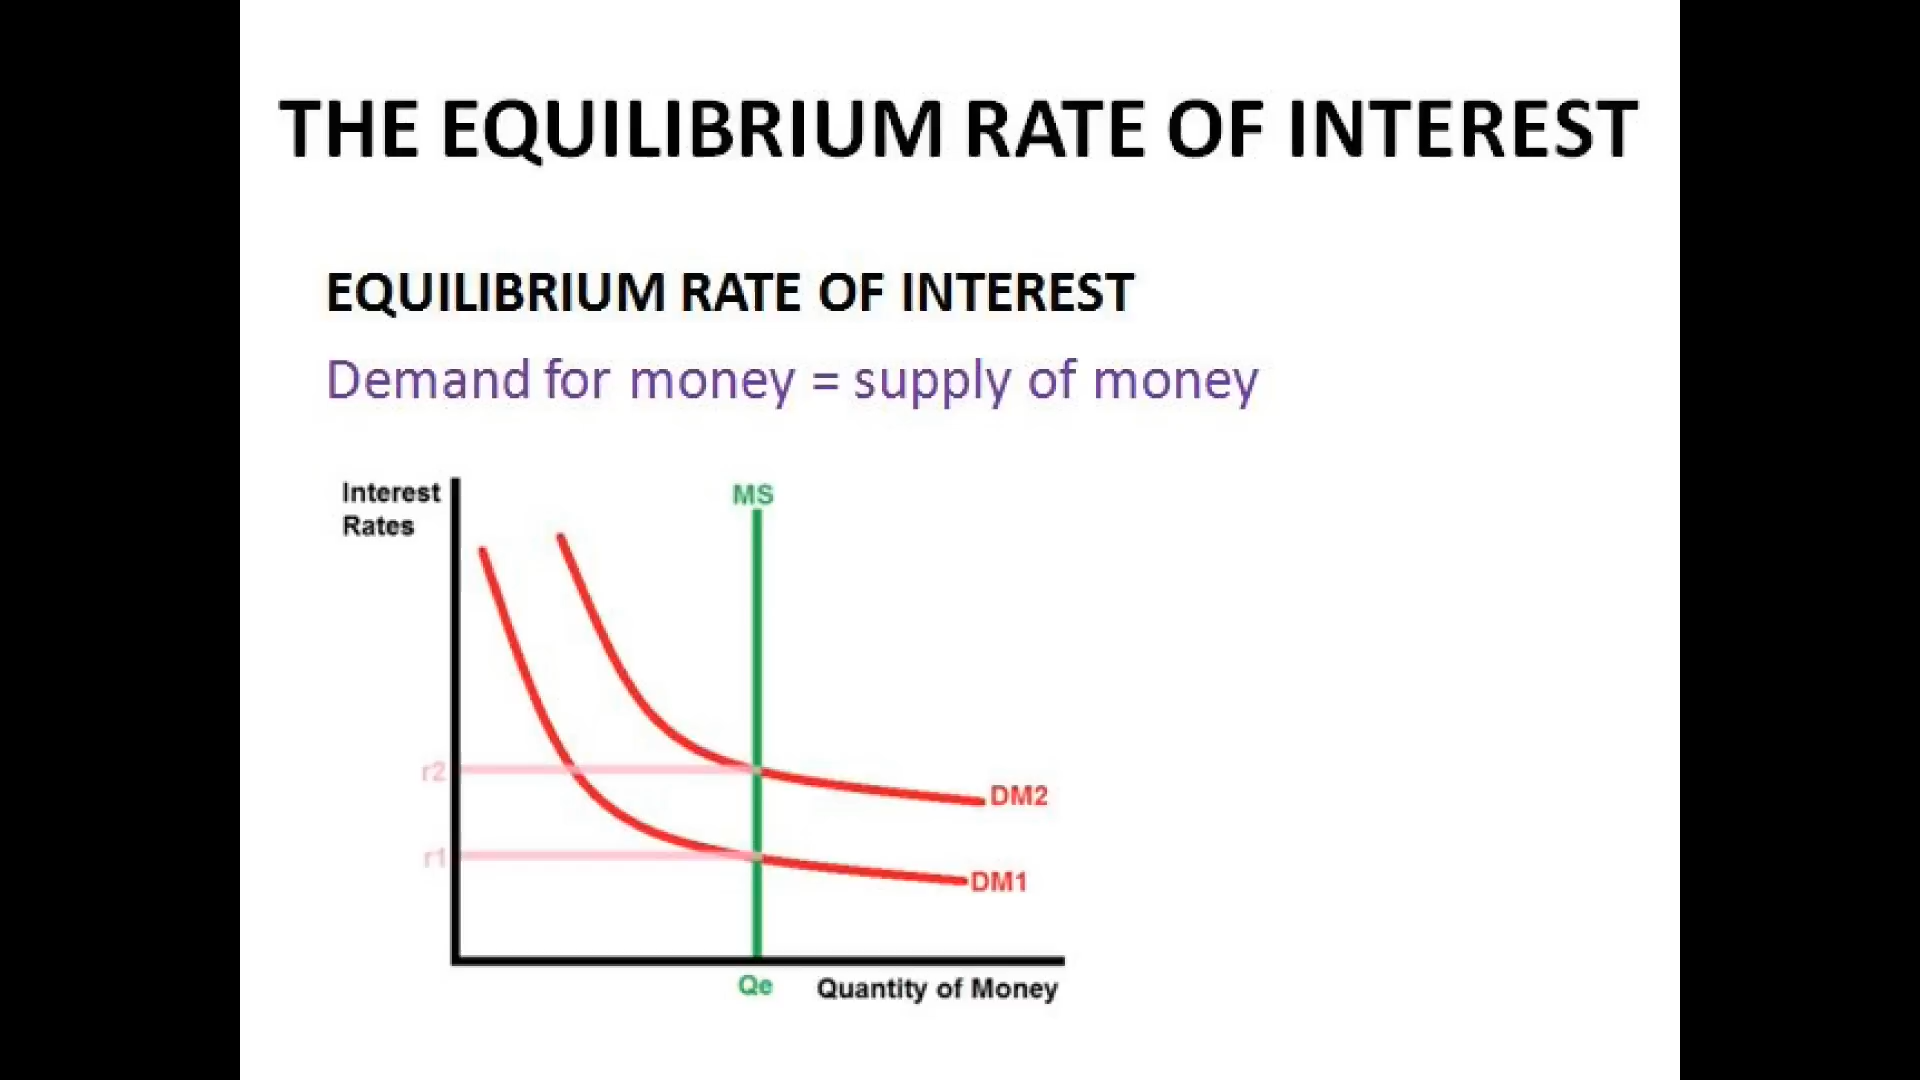 THE EQUILIBRIUM RATE OF INTEREST
EQUILIBRIUM RATE OF INTEREST
Demand for money = supply of money
Interest
Rates
MS
r2
DM2
r1
DM1
Qe
Quantity of Money